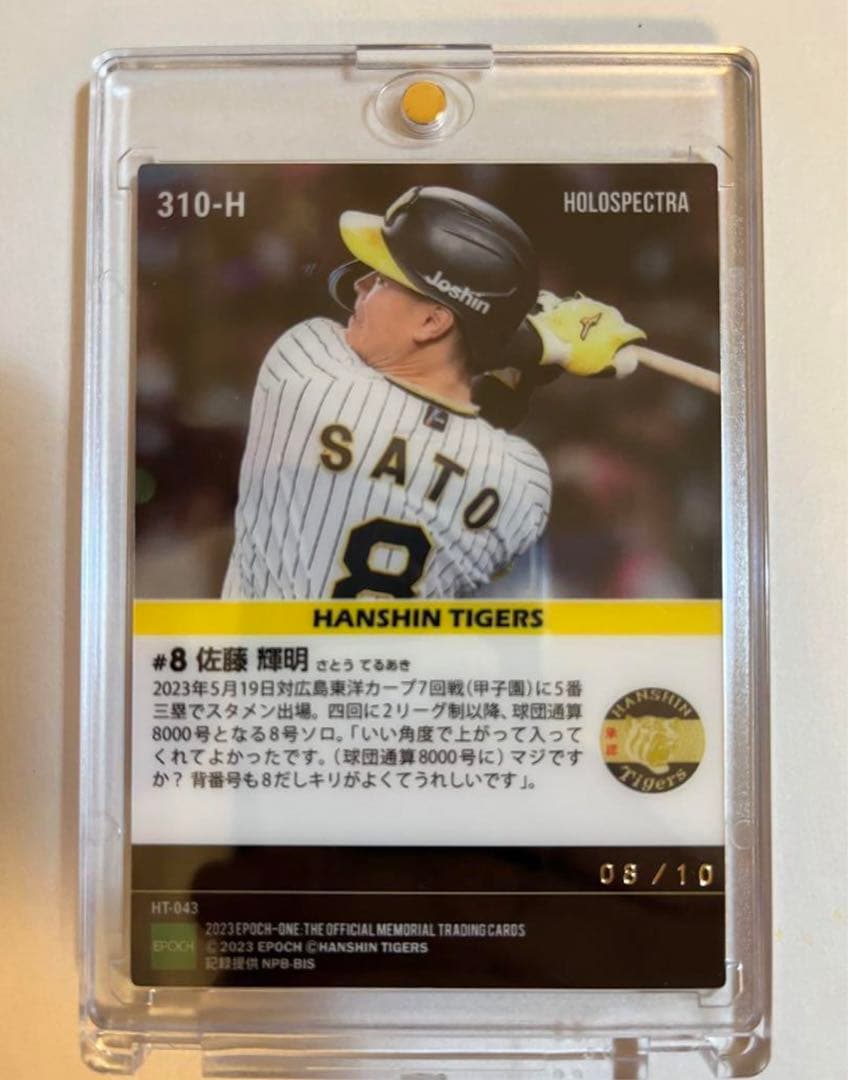 310-H
HOLOSPECTRA
Joshin
SATO
8
HANSHIN TIGERS
#8 佐藤 輝明 さとう てるあき
2023年5月19日対広島東洋カープ7回戦(甲子園)に5番
三塁でスタメン出場。四回に2リーグ制以降、球団通算
8000号となる8号ソロ。「いい角度で上がって入って
くれてよかったです。(球団通算8000号に)マジです
か? 背番号も8だしキリがよくてうれしいです」。
HANSHIN
承認
Tigers
08/10
HT-043
EPOCH
2023 EPOCH-ONE: THE OFFICIAL MEMORIAL TRADING CARDS
Ⓒ2023 EPOCH ⒸHANSHIN TIGERS
記録提供 NPB-BIS